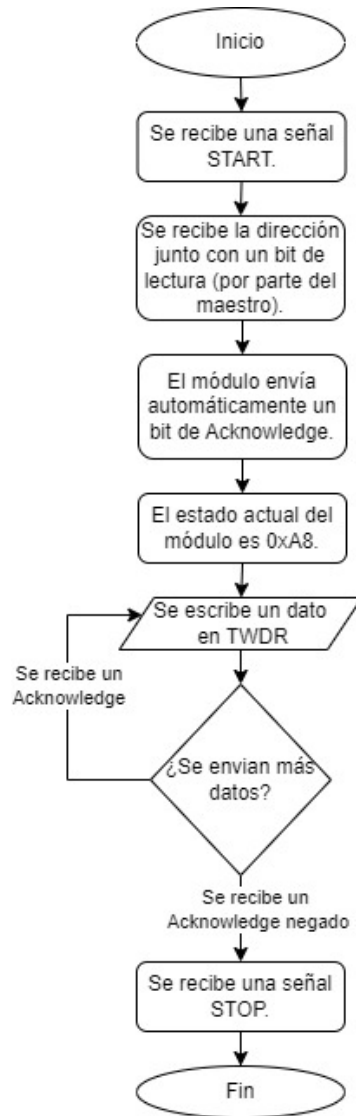 Inicio
Se recibe una señal
START.
Se recibe la dirección
junto con un bit de
lectura (por parte del
maestro).
El módulo envía
automáticamente un
bit de Acknowledge.
El estado actual del
módulo es 0xA8.
Se escribe un dato
en TWDR
Se recibe un
Acknowledge
¿Se envian más
datos?
Se recibe un
Acknowledge negado
Se recibe una señal
STOP.
Fin